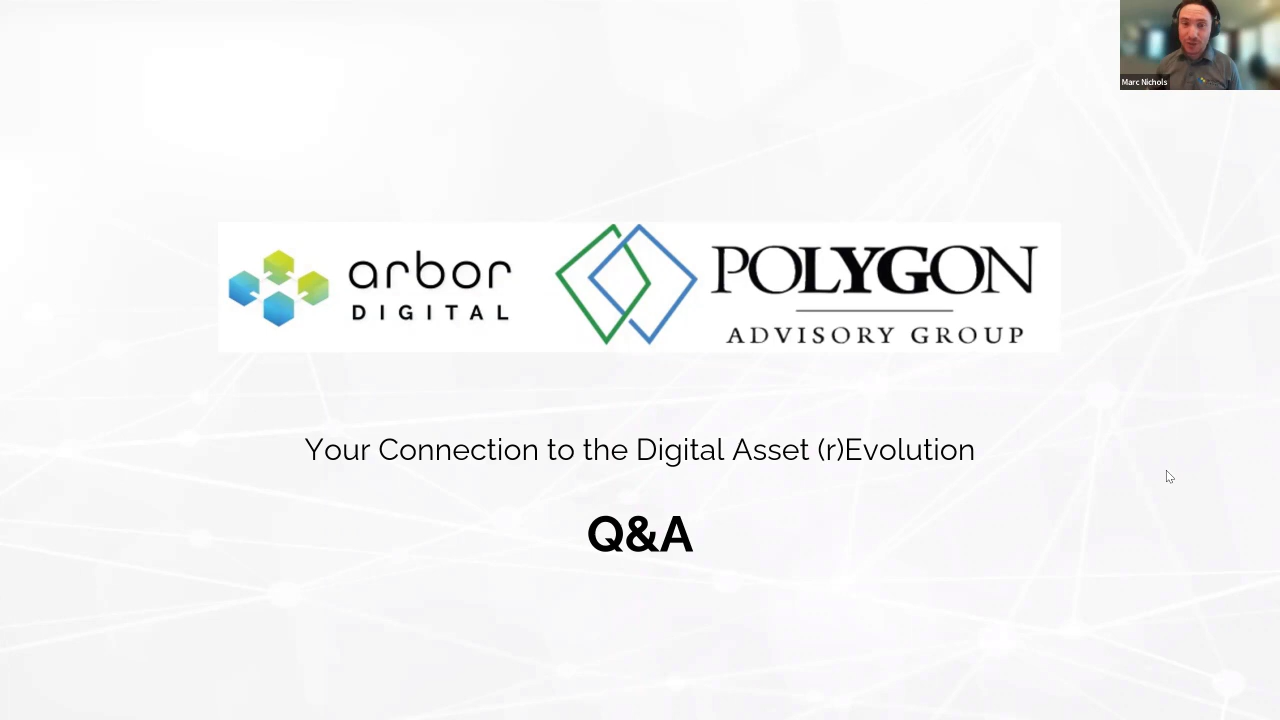 Marc Nichols
arbor
DIGITAL
POLYGON
ADVISORY GROUP
Your Connection to the Digital Asset (r)Evolution
Q&A